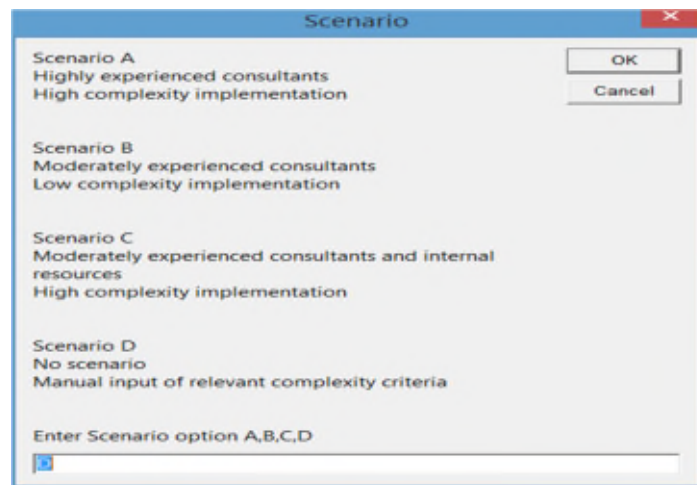 Scenario
Scenario A
Highly experienced consultants
High complexity implementation
OK
Cancel
Scenario B
Moderately experienced consultants
Low complexity implementation
Scenario C
Moderately experienced consultants and internal
resources
High complexity implementation
Scenario D
No scenario
Manual input of relevant complexity criteria
Enter Scenario option A,B,C,D
D